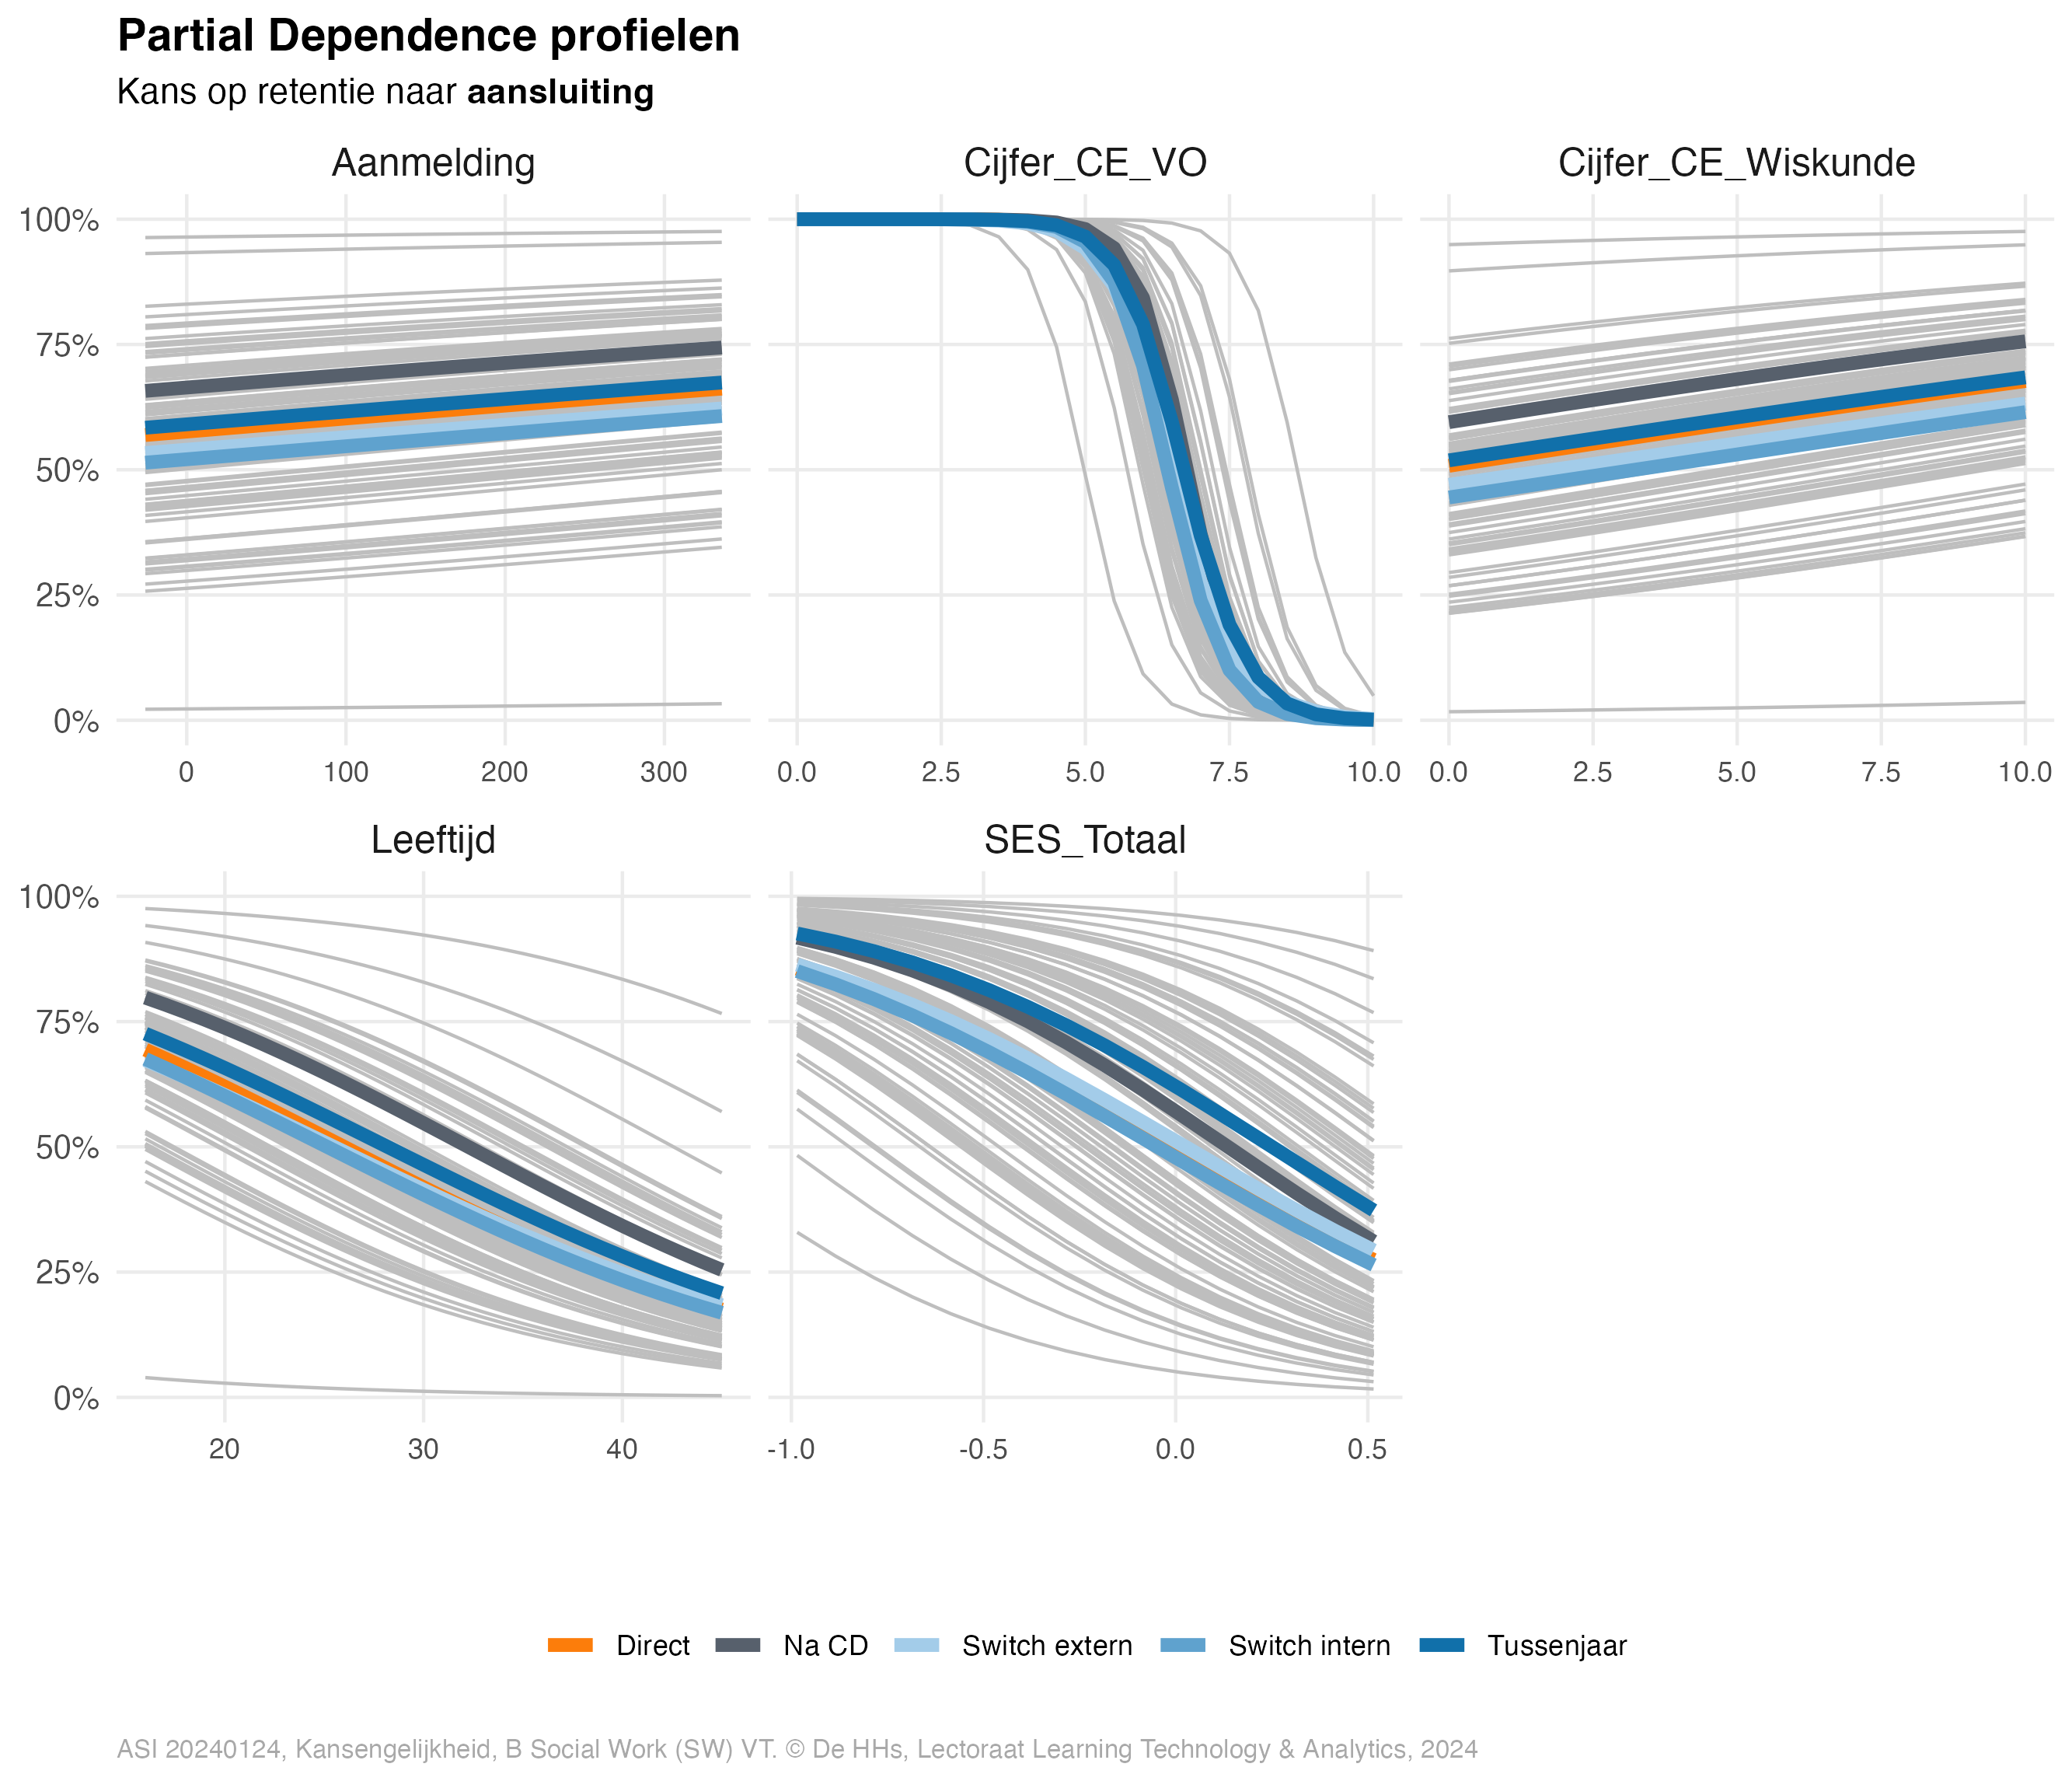 Partial Dependence profielen
Kans op retentie naar aansluiting
Aanmelding
Cijfer_CE_VO
Cijfer_CE_Wiskunde
100%
75%
50%
25%
0%
0 100 200 300
0.0 2.5 5.0 7.5 10.0
0.0 2.5 5.0 7.5 10.0
Leeftijd
SES_Totaal
100%
75%
50%
25%
0%
20 30 40
-1.0 -0.5 0.0 0.5
Direct Na CD Switch extern Switch intern Tussenjaar
ASI 20240124, Kansengelijkheid, B Social Work (SW) VT. © De HHs, Lectoraat Learning Technology & Analytics, 2024